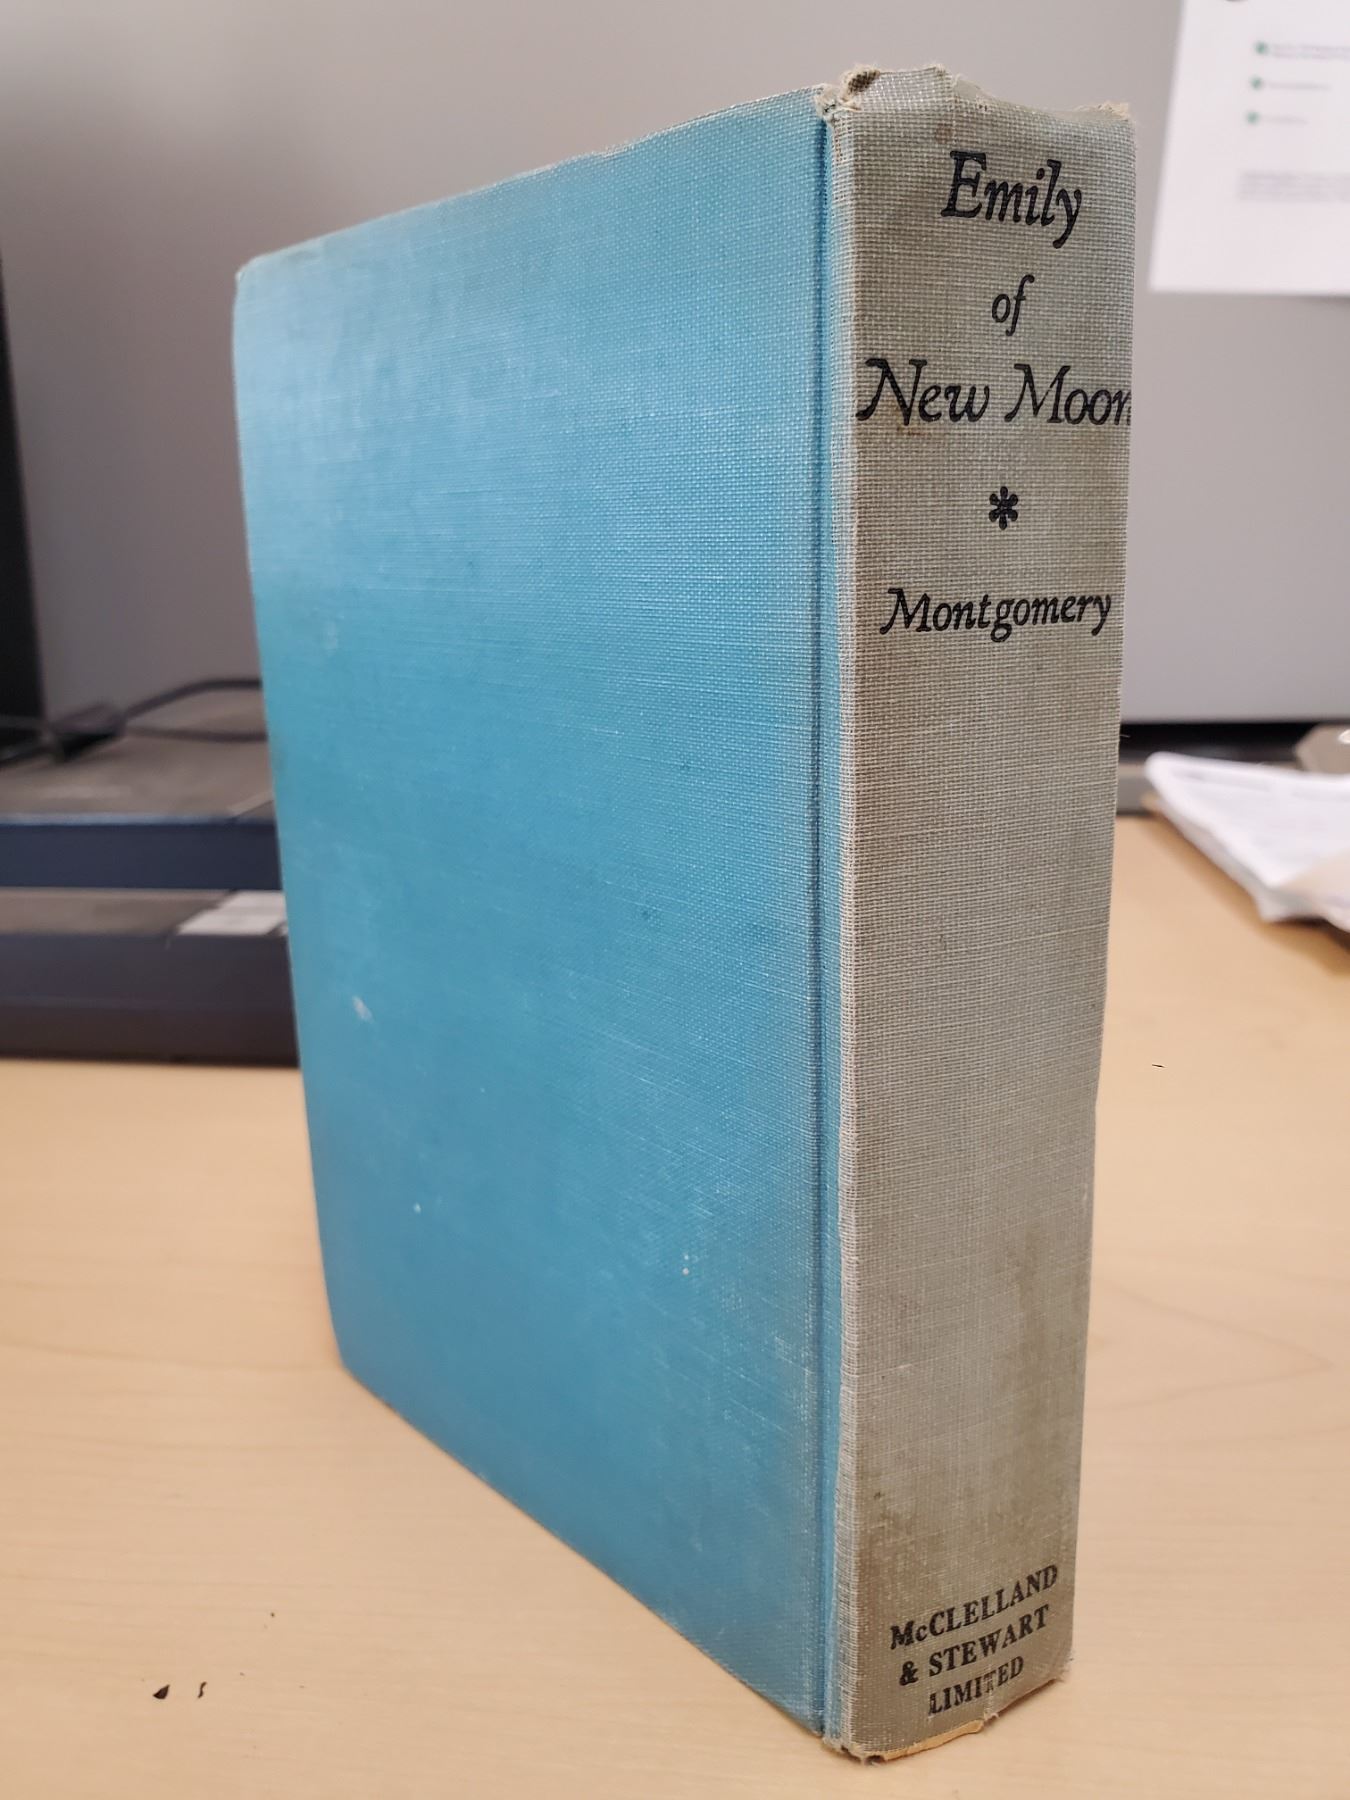 Emily
of
New Moon
*
Montgomery
McCLELLAND
& STEWART
LIMITED